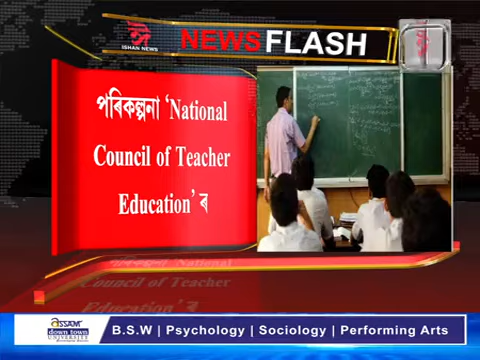 ঈ
ISHAN NEWS
NEWS FLASH
পৰিকল্পনা ‘National
Council of Teacher
Education’ ৰ
অssam
down town
UNIVERSITY
B.S.W | Psychology | Sociology | Performing Arts